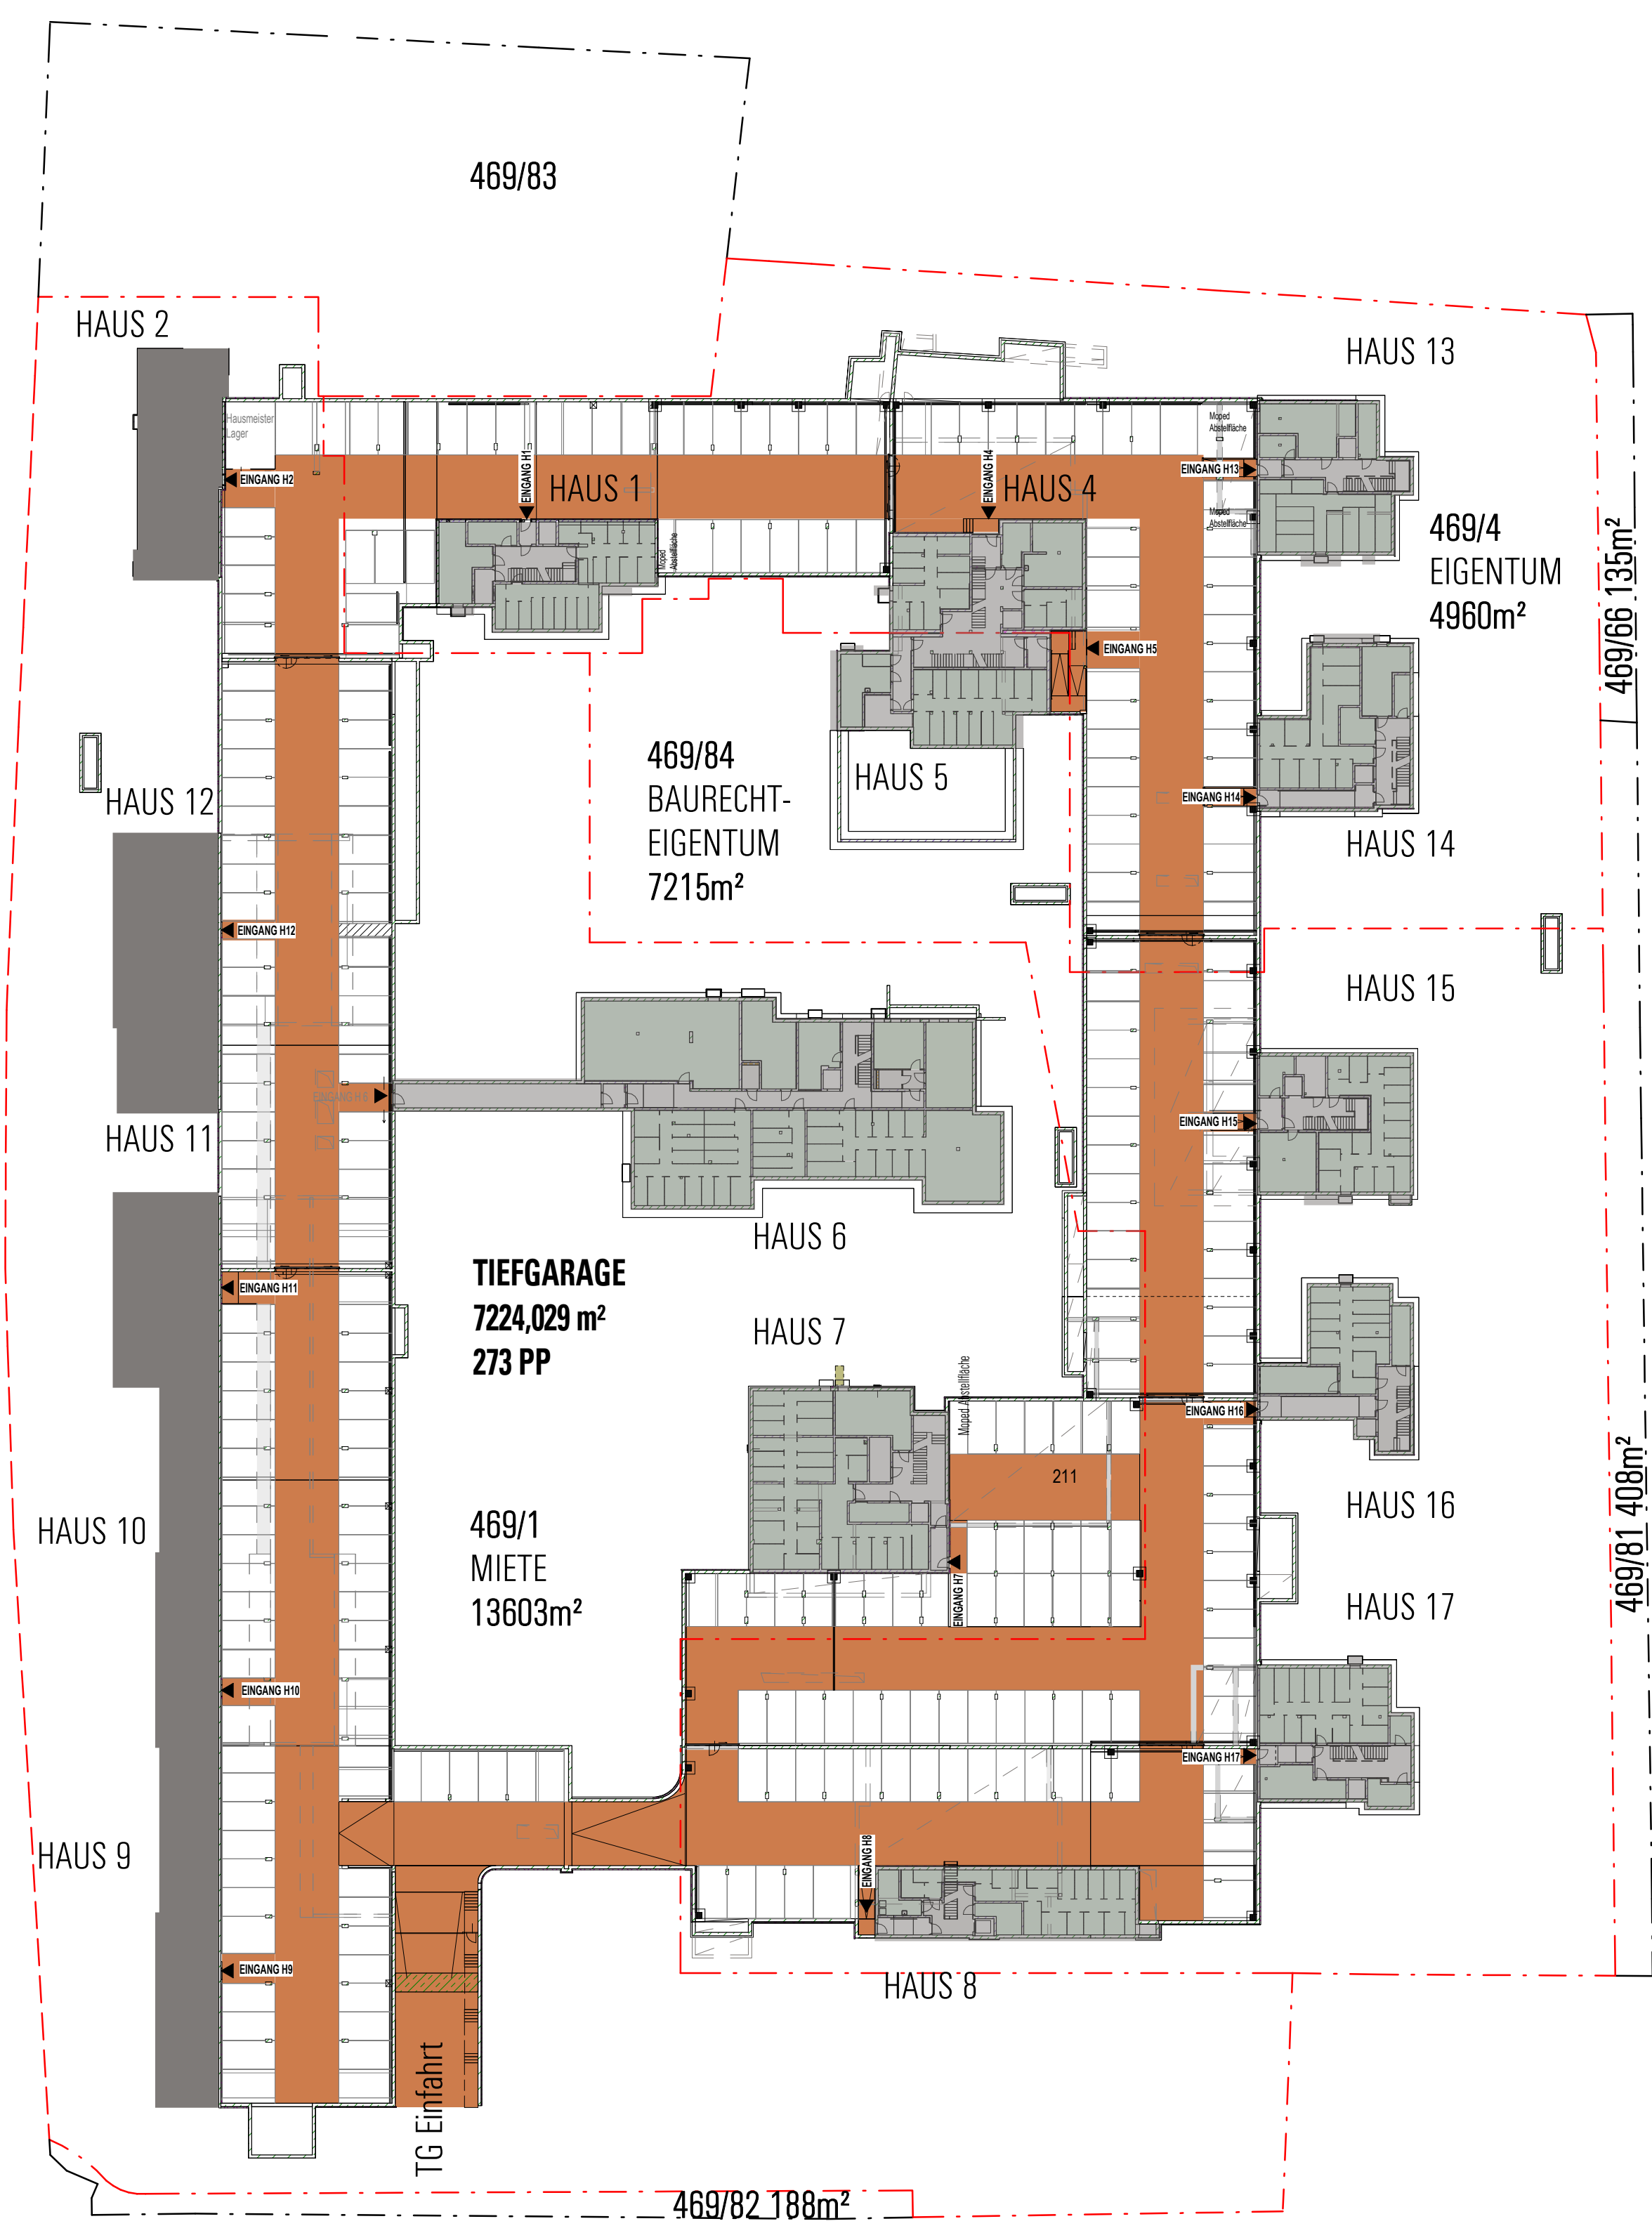 469/83
HAUS 2
HAUS 13
Hausmeister
Lager
Moped
Abstellfläche
EINGANG H2
EINGANG H1
HAUS 1
EINGANG H4
HAUS 4
EINGANG H13
Moped
Abstellfläche
Moped
Abstellfläche
469/4
EIGENTUM
4960m²
469/66 135m²
EINGANG H5
469/84
BAURECHT-
EIGENTUM
7215m²
HAUS 5
EINGANG H14
HAUS 12
HAUS 14
EINGANG H12
HAUS 15
EINGANG H 6
EINGANG H15
HAUS 11
HAUS 6
TIEFGARAGE
7224,029 m²
273 PP
EINGANG H11
HAUS 7
Moped Abstellfläche
EINGANG H16
211
469/1
MIETE
13603m²
HAUS 10
HAUS 16
469/81 408m²
EINGANG H7
HAUS 17
EINGANG H10
EINGANG H17
HAUS 9
EINGANG H8
EINGANG H9
HAUS 8
TG Einfahrt
469/82 188m²